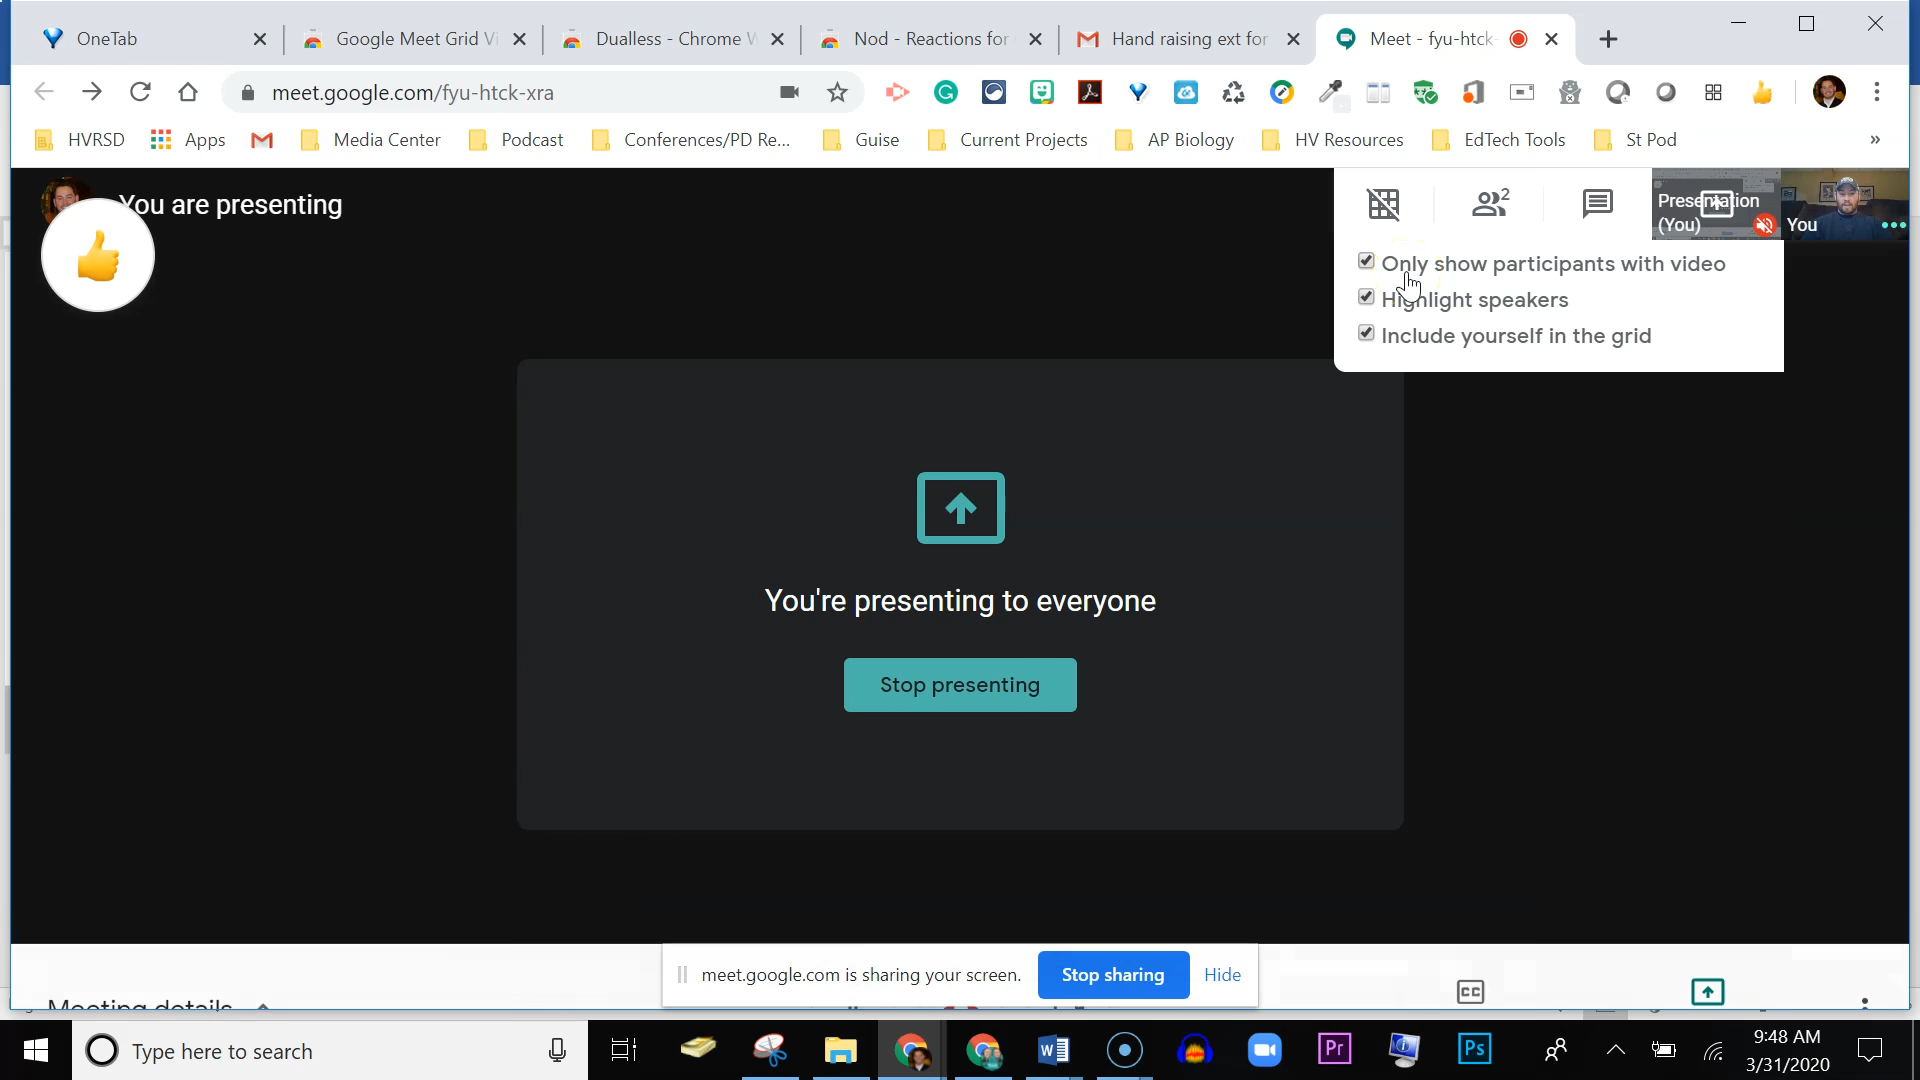 OneTab
Google Meet Grid Vi
Dualless - Chrome W
Nod - Reactions for
Hand raising ext for
Meet - fyu-htck-
meet.google.com/fyu-htck-xra
HVRSD
Apps
Media Center
Podcast
Conferences/PD Re...
Guise
Current Projects
AP Biology
HV Resources
EdTech Tools
St Pod
»
You are presenting
2
Presentation
(You)
You
Only show participants with video
Highlight speakers
Include yourself in the grid
You're presenting to everyone
Stop presenting
meet.google.com is sharing your screen.
Stop sharing
Hide
Meeting details
CC
Type here to search
W
Pr
Ps
9:48 AM
3/31/2020